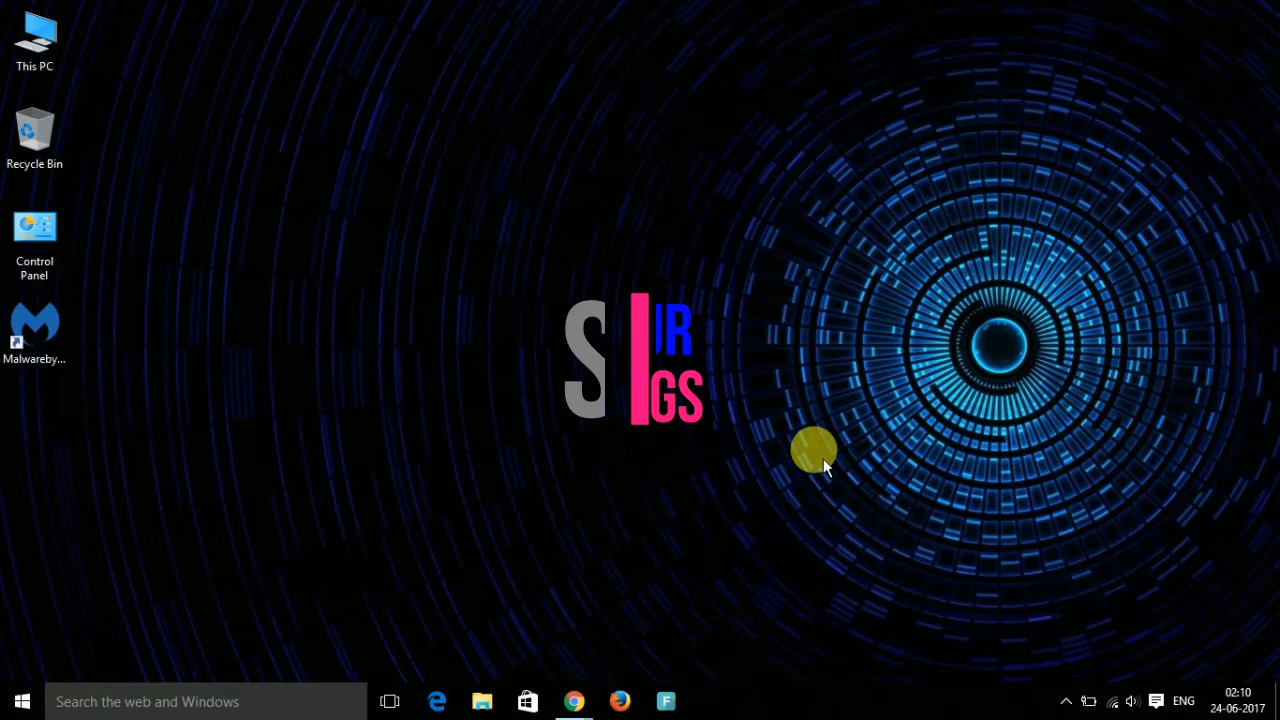 This PC
Recycle Bin
Control
Panel
Malwareby...
S
UR
GS
Search the web and Windows
F
ENG
02:10
24-06-2017